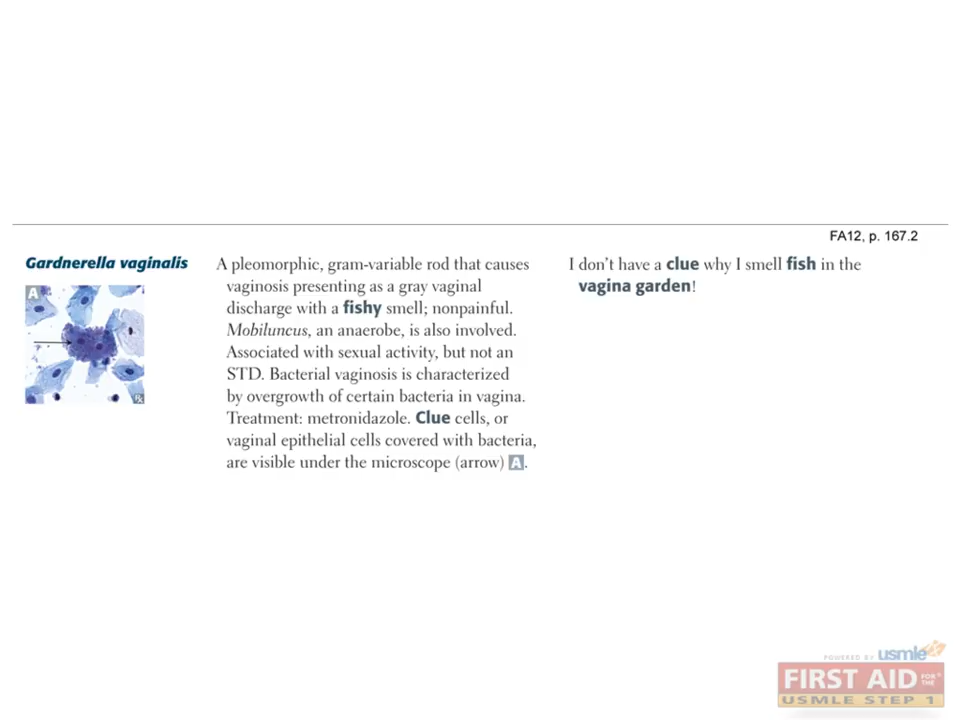 FA12, p. 167.2
Gardnerella vaginalis
A
℞
A pleomorphic, gram-variable rod that causes
vaginosis presenting as a gray vaginal
discharge with a fishy smell; nonpainful.
Mobiluncus, an anaerobe, is also involved.
Associated with sexual activity, but not an
STD. Bacterial vaginosis is characterized
by overgrowth of certain bacteria in vagina.
Treatment: metronidazole. Clue cells, or
vaginal epithelial cells covered with bacteria,
are visible under the microscope (arrow) A.
I don't have a clue why I smell fish in the
vagina garden!
POWERED BY usmle
FIRST AID FOR THE®
USMLE STEP 1